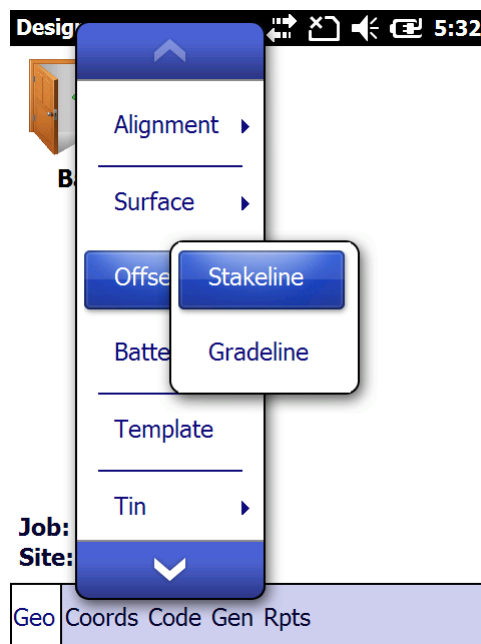 Desig 5:32
Alignment
Surface
Offse Stakeline
Batte Gradeline
Template
Tin
Job:
Site:
Geo Coords Code Gen Rpts